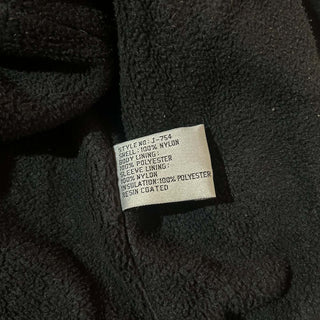 STYLE NO: J-754
SHELL: 100% NYLON
BODY LINING:
100% POLYESTER
SLEEVE LINING:
100% NYLON
INSULATION:100% POLYESTER
RESIN COATED